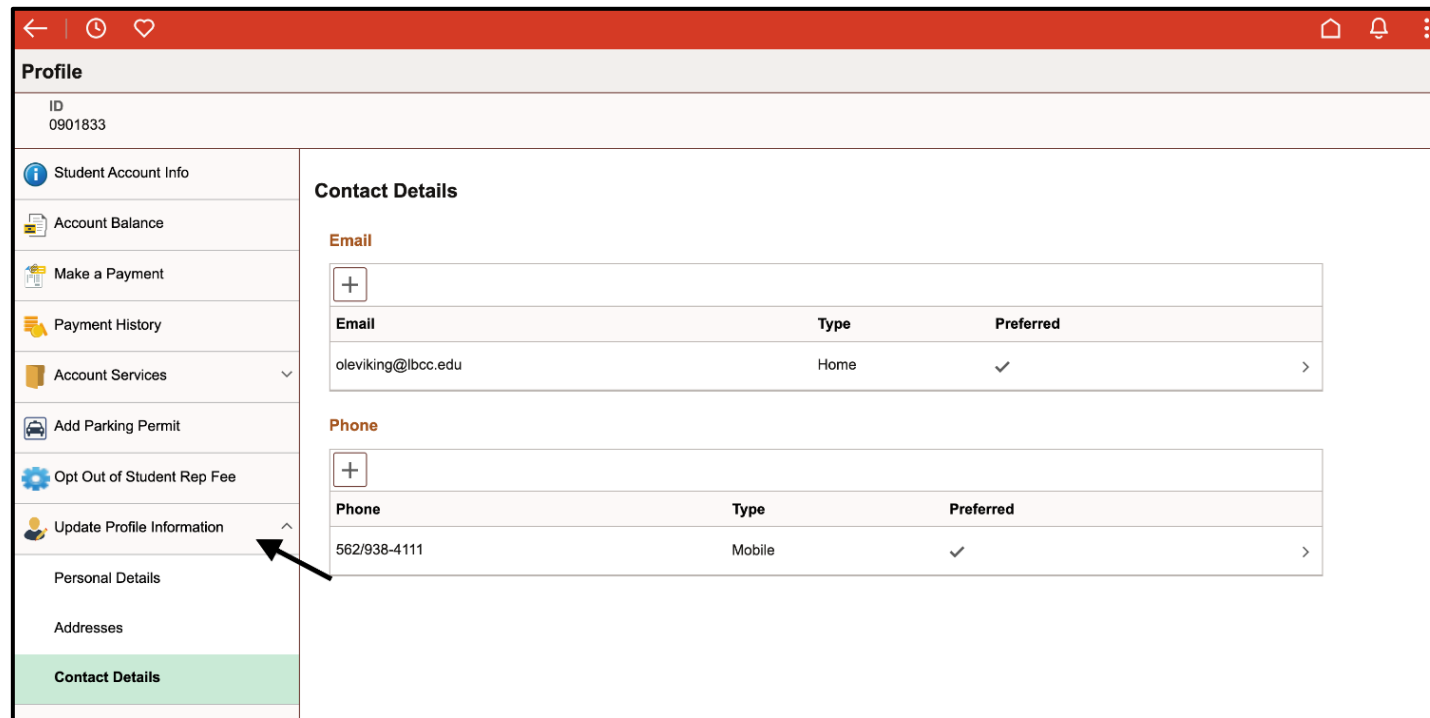 Profile
ID
0901833
Student Account Info
Account Balance
Make a Payment
Payment History
Account Services
Add Parking Permit
Opt Out of Student Rep Fee
Update Profile Information
Personal Details
Addresses
Contact Details
Contact Details
Email
Email Type Preferred
oleviking@lbcc.edu Home
Phone
Phone Type Preferred
562/938-4111 Mobile